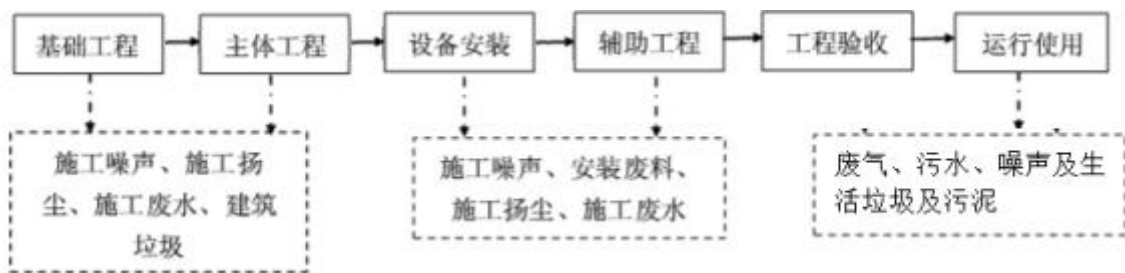 基础工程
主体工程
设备安装
辅助工程
工程验收
运行使用
施工噪声、施工扬
尘、施工废水、建筑
垃圾
施工噪声、安装废料、
施工扬尘、施工废水
废气、污水、噪声及生
活垃圾及污泥